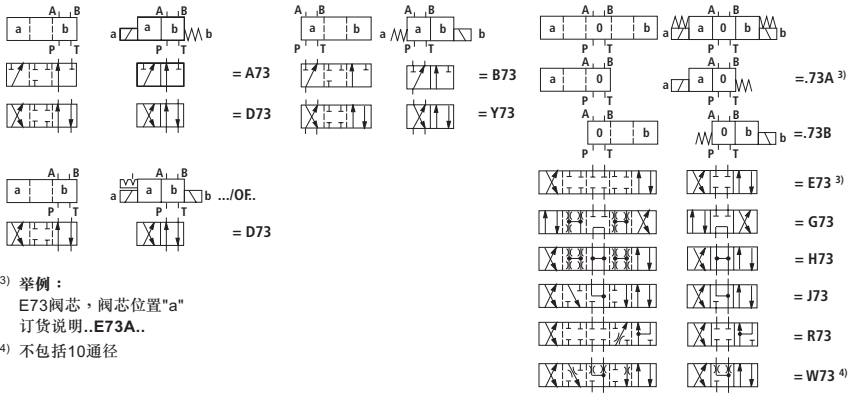 A B
a b
P T
A B
a a b b
P T
= A73
= D73
A B
a b
P T
A B
a a b b
P T
= B73
= Y73
A B
a 0 b
P T
A B
a a 0 b b
P T
A B
a 0
P T
A B
a a 0
P T
=.73A 3)
A B
0 b
P T
A B
0 b b
P T
=.73B
= E73 3)
= G73
= H73
= J73
= R73
= W73 4)
A B
a b
P T
A B
a a b b .../OF..
P T
= D73
3) 举例：
E73阀芯，阀芯位置"a"
订货说明..E73A..
4) 不包括10通径